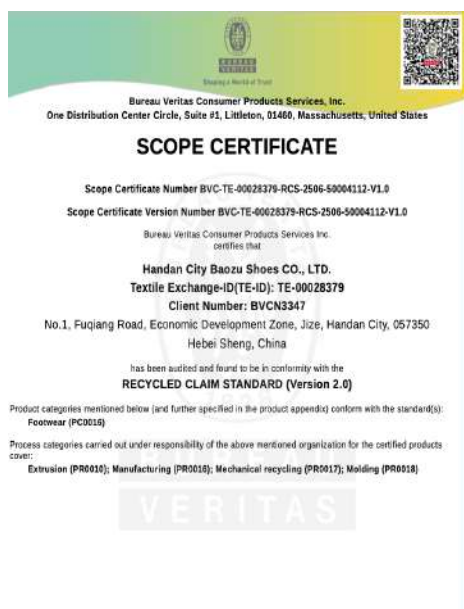 BUREAU
VERITAS
Shaping a World of Trust
Bureau Veritas Consumer Products Services, Inc.
One Distribution Center Circle, Suite #1, Littleton, 01460, Massachusetts, United States
SCOPE CERTIFICATE
Scope Certificate Number BVC-TE-00028379-RCS-2506-50004112-V1.0
Scope Certificate Version Number BVC-TE-00028379-RCS-2506-50004112-V1.0
Bureau Veritas Consumer Products Services Inc.
certifies that
Handan City Baozu Shoes CO., LTD.
Textile Exchange-ID(TE-ID): TE-00028379
Client Number: BVCN3347
No.1, Fuqiang Road, Economic Development Zone, Jize, Handan City, 057350
Hebei Sheng, China
has been audited and found to be in conformity with the
RECYCLED CLAIM STANDARD (Version 2.0)
Product categories mentioned below (and further specified in the product appendix) conform with the standard(s):
Footwear (PC0016)
Process categories carried out under responsibility of the above mentioned organization for the certified products
cover:
Extrusion (PR0010); Manufacturing (PR0016); Mechanical recycling (PR0017); Molding (PR0018)
BUREAU
VERITAS